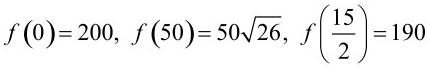 f(0) = 200, f(50) = 50√26, f(15/2) = 190